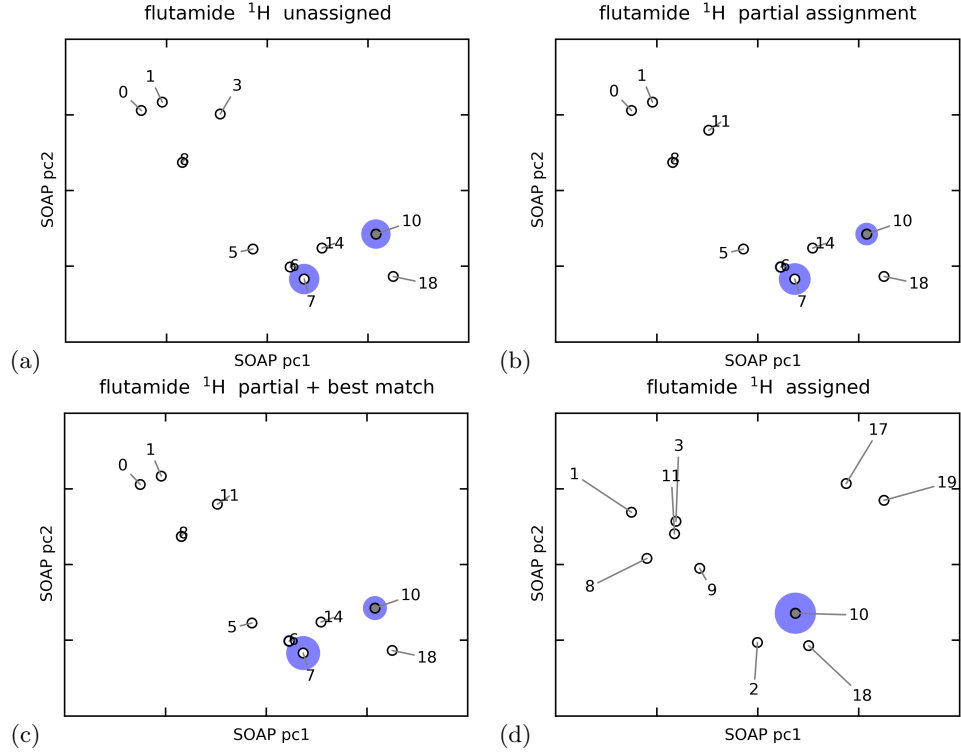 flutamide ¹H unassigned
0
1
3
8
5
6
14
10
7
18
SOAP pc2
SOAP pc1
(a)
flutamide ¹H partial assignment
0
1
11
8
5
6
14
10
7
18
SOAP pc2
SOAP pc1
(b)
flutamide ¹H partial + best match
0
1
11
8
5
6
14
10
7
18
SOAP pc2
SOAP pc1
(c)
flutamide ¹H assigned
1
3
11
17
19
8
9
10
2
18
SOAP pc2
SOAP pc1
(d)